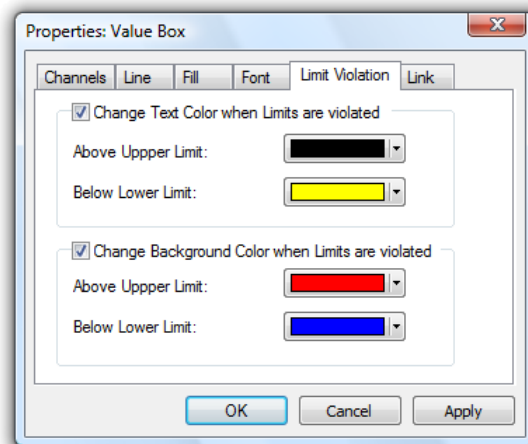 Properties: Value Box
Channels Line Fill Font Limit Violation Link
Change Text Color when Limits are violated
Above Uppper Limit:
Below Lower Limit:
Change Background Color when Limits are violated
Above Uppper Limit:
Below Lower Limit:
OK Cancel Apply